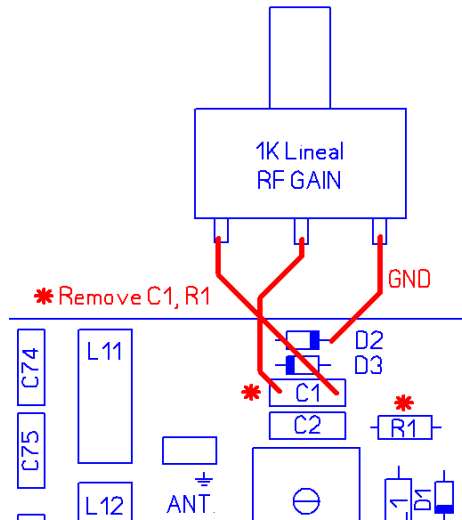 1K Lineal
RF GAIN
GND
* Remove C1, R1
C74
L11
D2
D3
* C1
*
C75
C2
R1
L12
ANT.
1
D1